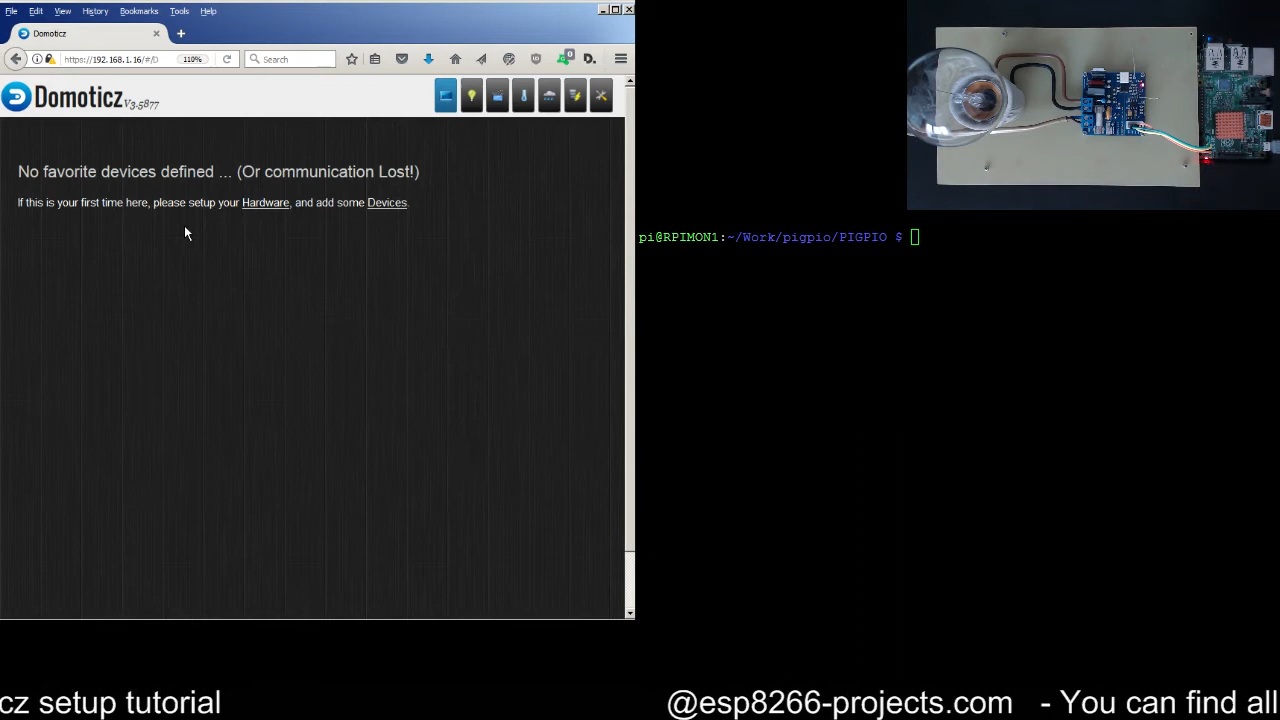 File Edit View History Bookmarks Tools Help
Domoticz
https://192.168.1.16/#/D 110% Search
Domoticz V3.5877
No favorite devices defined ... (Or communication Lost!)
If this is your first time here, please setup your Hardware, and add some Devices.
pi@RPIMON1:~/Work/pigpio/PIGPIO $
cz setup tutorial @esp8266-projects.com - You can find all